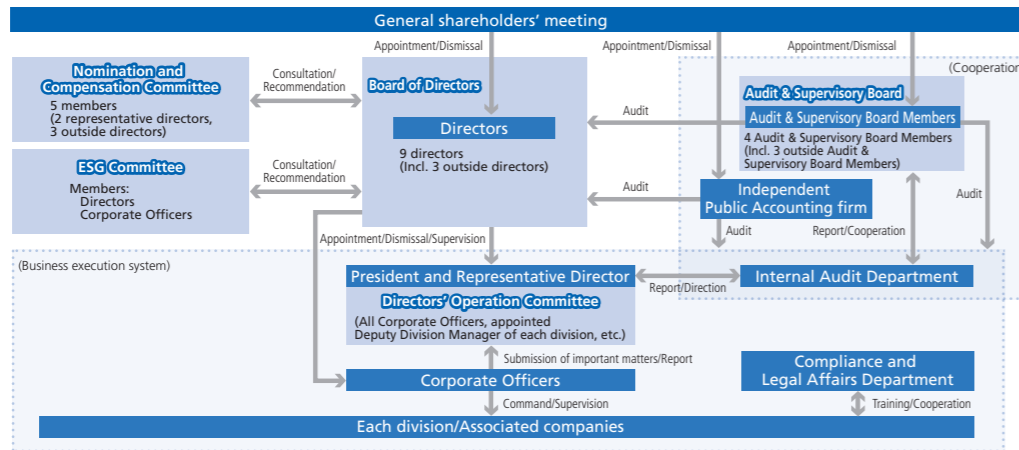 General shareholders' meeting
Appointment/Dismissal
Appointment/Dismissal
Appointment/Dismissal
(Cooperation
Nomination and
Compensation Committee
5 members
(2 representative directors,
3 outside directors)
Consultation/
Recommendation
Board of Directors
Directors
9 directors
(Incl. 3 outside directors)
Audit
Audit & Supervisory Board
Audit & Supervisory Board Members
4 Audit & Supervisory Board Members
(Incl. 3 outside Audit &
Supervisory Board Members)
ESG Committee
Members:
Directors
Corporate Officers
Consultation/
Recommendation
Audit
Independent
Public Accounting firm
Audit
Appointment/Dismissal/Supervision
Audit
Report/Cooperation
(Business execution system)
President and Representative Director
Directors' Operation Committee
(All Corporate Officers, appointed
Deputy Division Manager of each division, etc.)
Report/Direction
Internal Audit Department
Submission of important matters/Report
Corporate Officers
Compliance and
Legal Affairs Department
Command/Supervision
Training/Cooperation
Each division/Associated companies